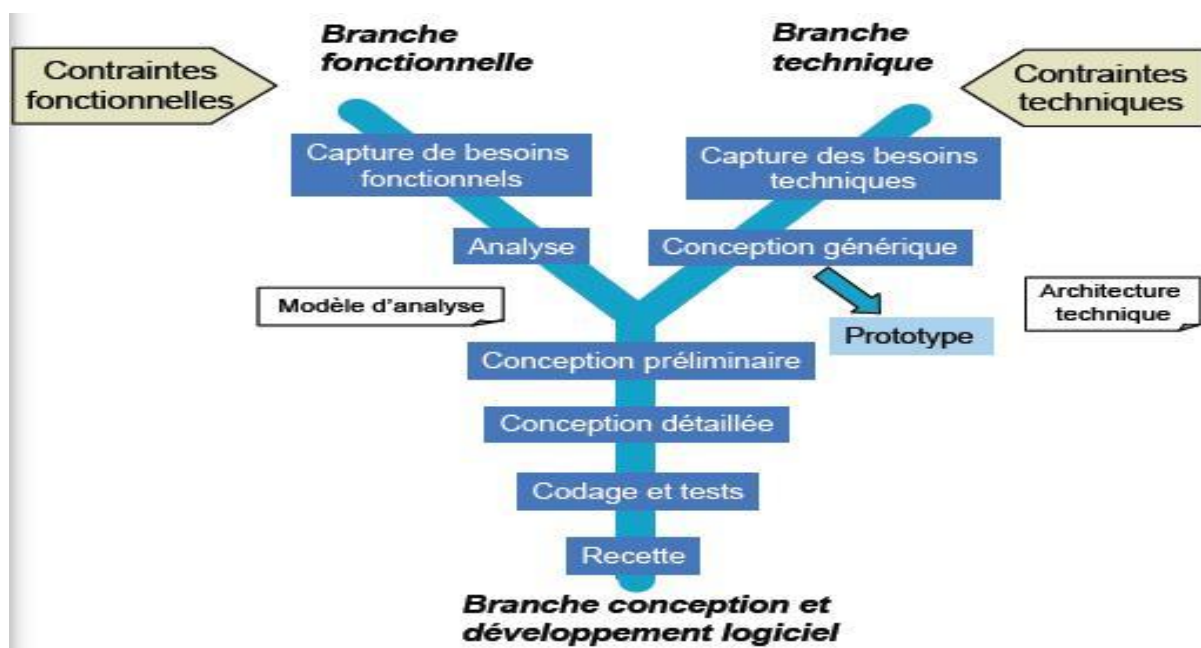 Branche
fonctionnelle
Branche
technique
Contraintes
fonctionnelles
Contraintes
techniques
Capture de besoins
fonctionnels
Capture des besoins
techniques
Analyse
Conception générique
Modèle d'analyse
Architecture
technique
Prototype
Conception préliminaire
Conception détaillée
Codage et tests
Recette
Branche conception et
développement logiciel